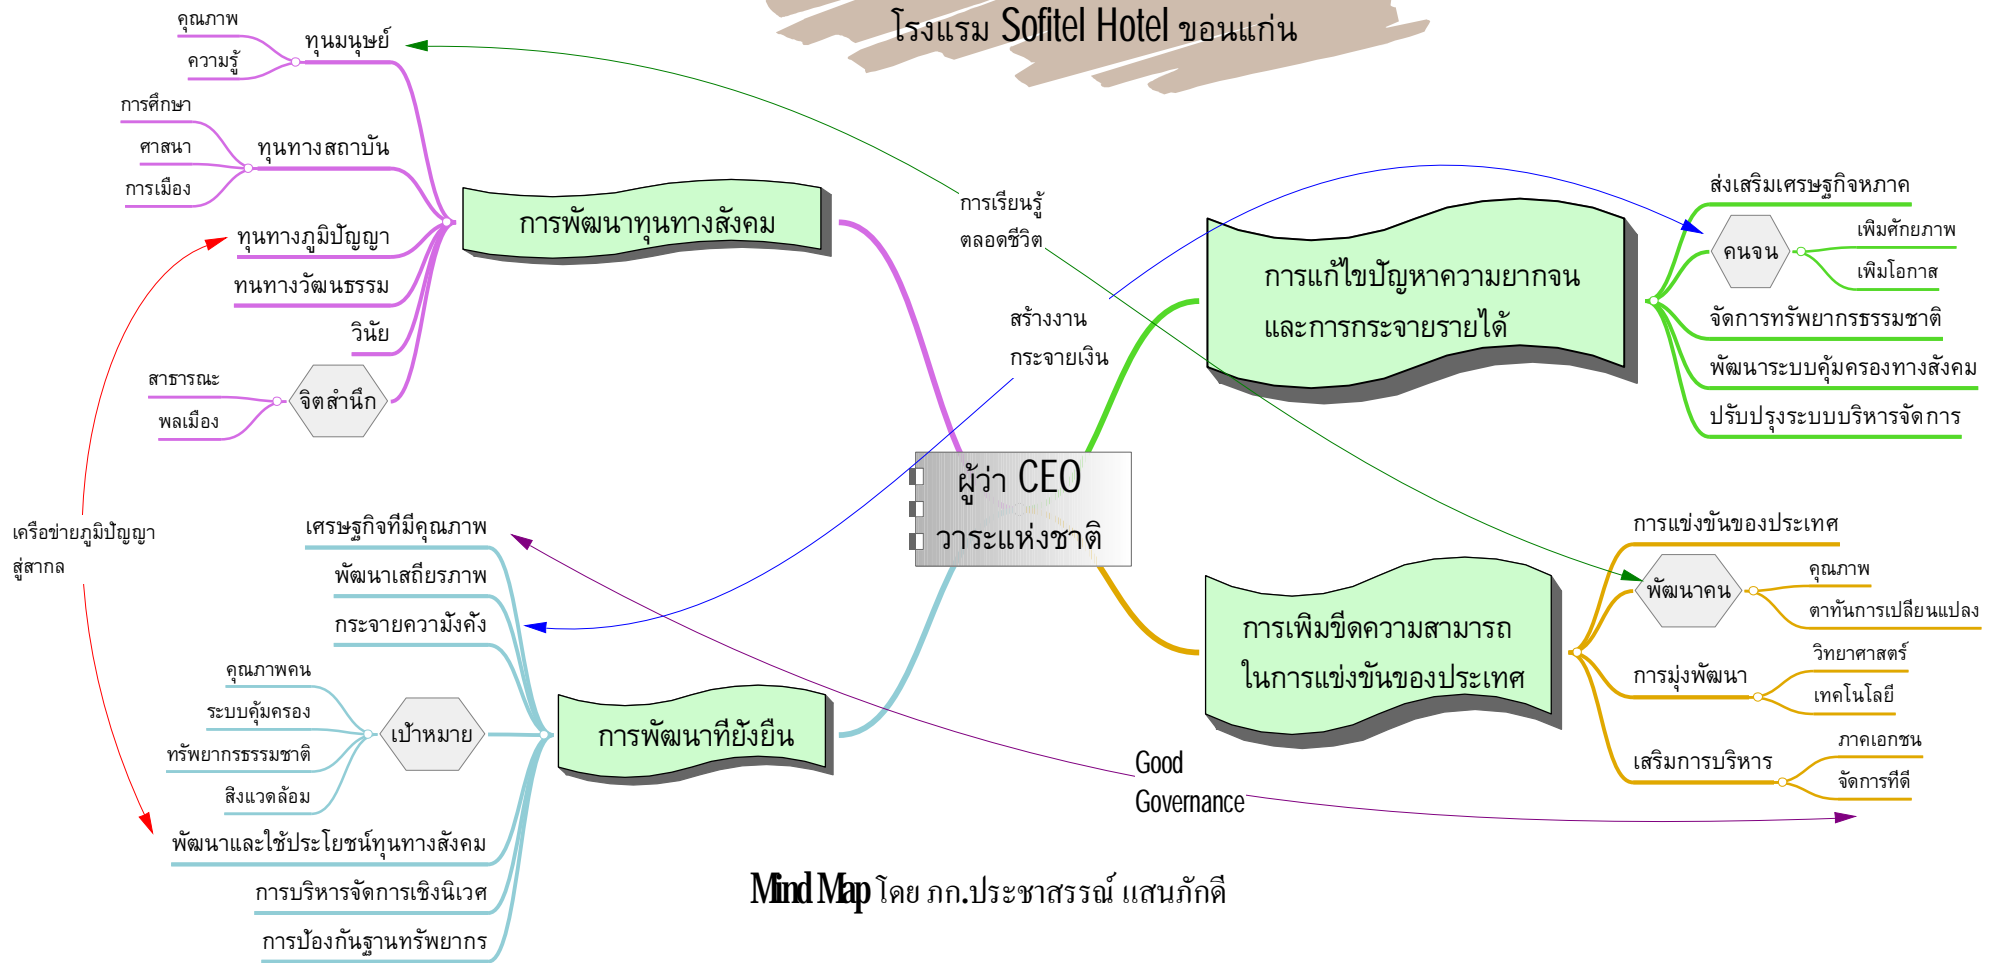 โรงแรม Sofitel Hotel ขอนแก่น
คุณภาพ
ทุนมนุษย์
ความรู้
การศึกษา
ทุนทางสถาบัน
ศาสนา
การเมือง
การพัฒนาทุนทางสังคม
ทุนทางภูมิปัญญา
ทนทางวัฒนธรรม
วินัย
สาธารณะ
จิตสำนึก
พลเมือง
การเรียนรู้
ตลอดชีวิต
สร้างงาน
กระจายเงิน
การแก้ไขปัญหาความยากจน
และการกระจายรายได้
ส่งเสริมเศรษฐกิจหภาค
คนจน
เพิมศักยภาพ
เพิมโอกาส
จัดการทรัพยากรธรรมชาติ
พัฒนาระบบคุ้มครองทางสังคม
ปรับปรุงระบบบริหารจัดการ
ผู้ว่า CEO
วาระแห่งชาติ
เครือข่ายภูมิปัญญา
สู่สากล
เศรษฐกิจทีมีคุณภาพ
พัฒนาเสถียรภาพ
กระจายความังคัง
คุณภาพคน
ระบบคุ้มครอง
เป้าหมาย
ทรัพยากรธรรมชาติ
สิงแวดล้อม
การพัฒนาทียังยืน
พัฒนาและใช้ประโยชน์ทุนทางสังคม
การบริหารจัดการเชิงนิเวศ
การป้องกันฐานทรัพยากร
การแข่งขันของประเทศ
พัฒนาคน
คุณภาพ
ตาทันการเปลียนแปลง
การเพิมขีดความสามารถ
ในการแข่งขันของประเทศ
การมุ่งพัฒนา
วิทยาศาสตร์
เทคโนโลยี
เสริมการบริหาร
ภาคเอกชน
จัดการทีดี
Good
Governance
Mind Map โดย ภก.ประชาสรรณ์ แสนภักดี